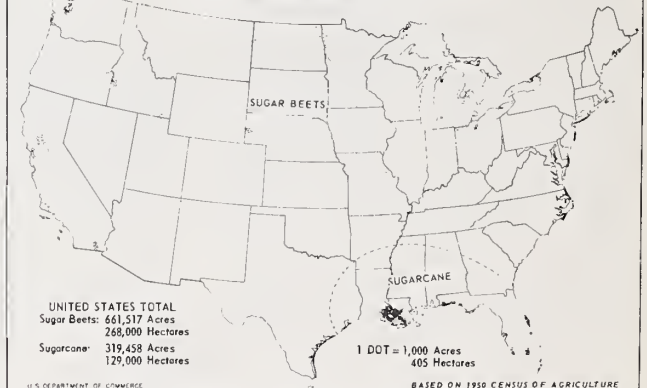 SUGAR BEETS
SUGARCANE
UNITED STATES TOTAL
Sugar Beets: 661,517 Acres
268,000 Hectares
Sugarcane: 319,458 Acres
129,000 Hectares
1 DOT = 1,000 Acres
405 Hectares
U.S. DEPARTMENT OF COMMERCE
BASED ON 1950 CENSUS OF AGRICULTURE